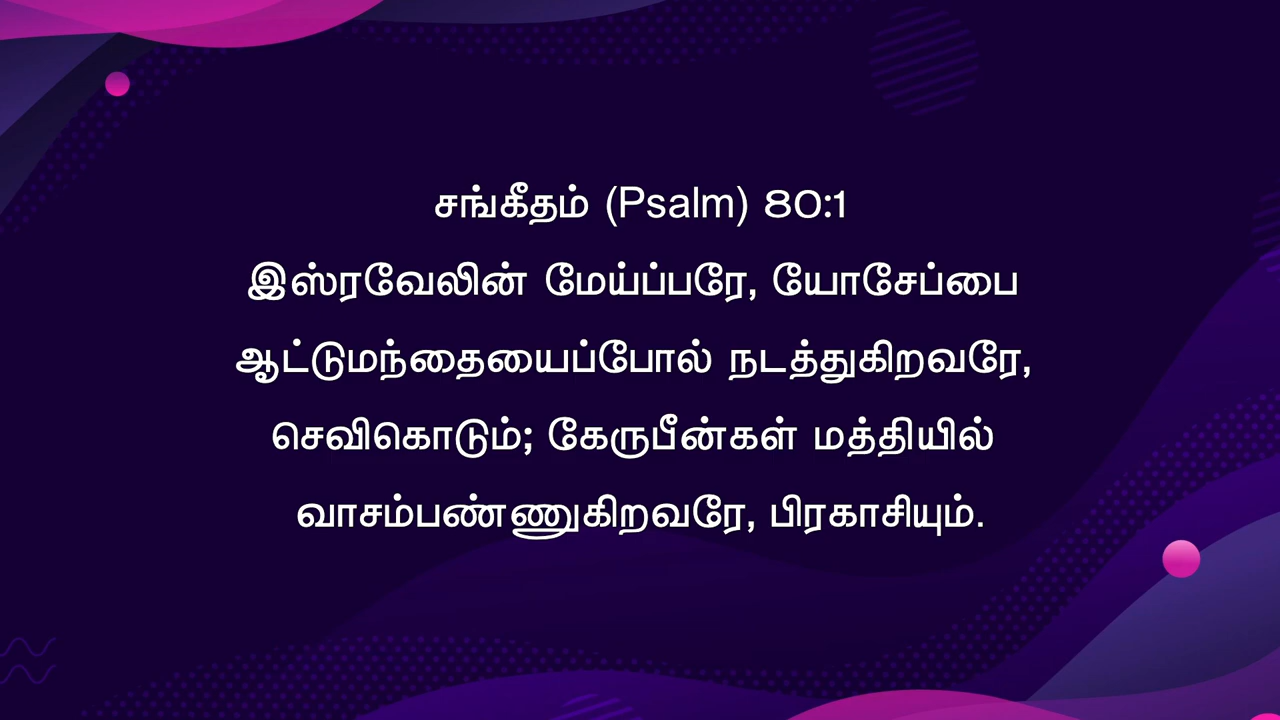 சங்கீதம் (Psalm) 80:1
இஸ்ரவேலின் மேய்ப்பரே, யோசேப்பை
ஆட்டுமந்தையைப்போல் நடத்துகிறவரே,
செவிகொடும்; கேருபீன்கள் மத்தியில்
வாசம்பண்ணுகிறவரே, பிரகாசியும்.